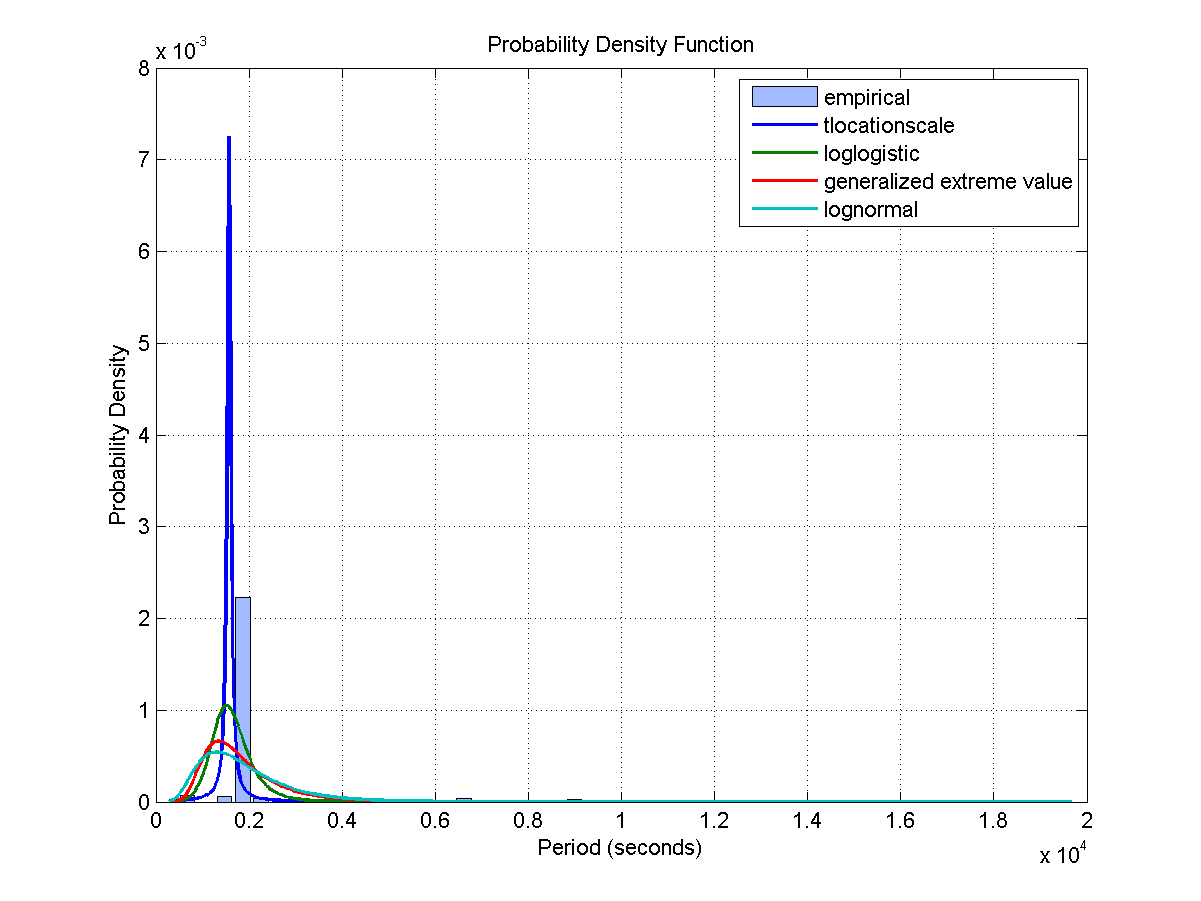 Probability Density Function
x 10-3
8
7
6
5
4
3
2
1
0
Probability Density
empirical
tlocationscale
loglogistic
generalized extreme value
lognormal
0 0.2 0.4 0.6 0.8 1 1.2 1.4 1.6 1.8 2
Period (seconds)
x 104